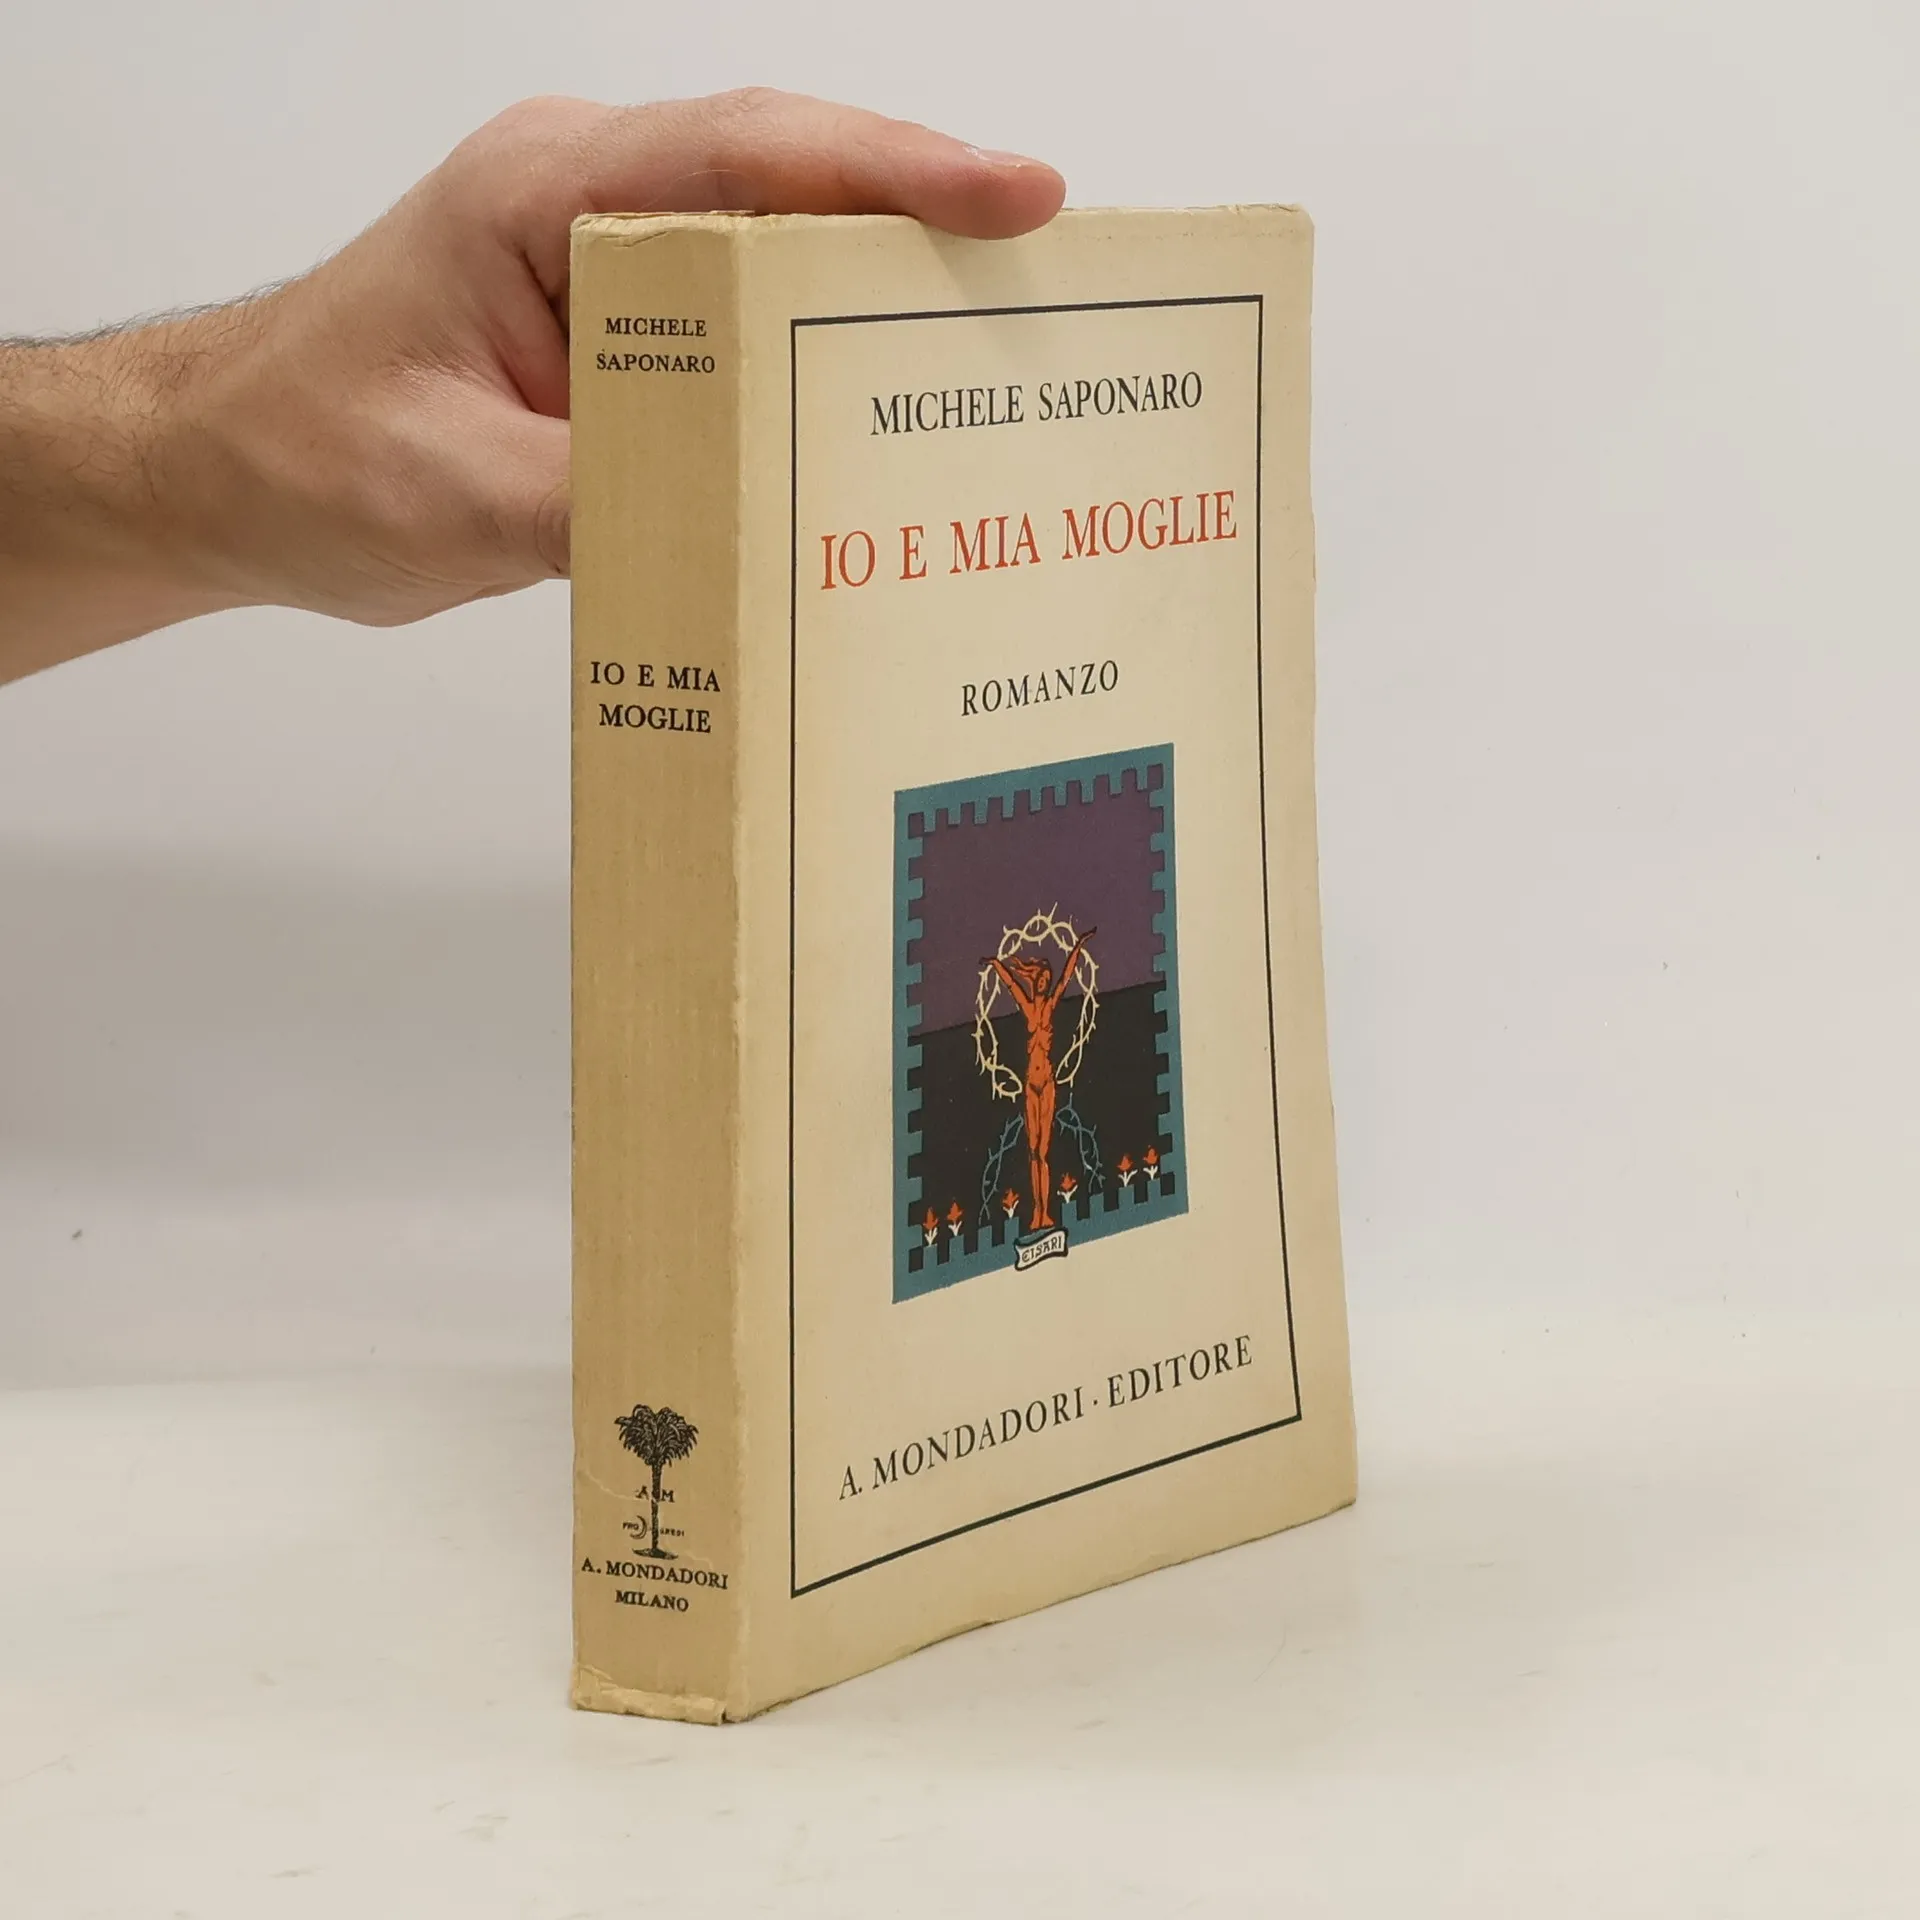 MICHELE
SAPONARO
IO E MIA
MOGLIE
A M
A. MONDADORI
MILANO
MICHELE SAPONARO
IO E MIA MOGLIE
ROMANZO
CISARI
A. MONDADORI · EDITORE